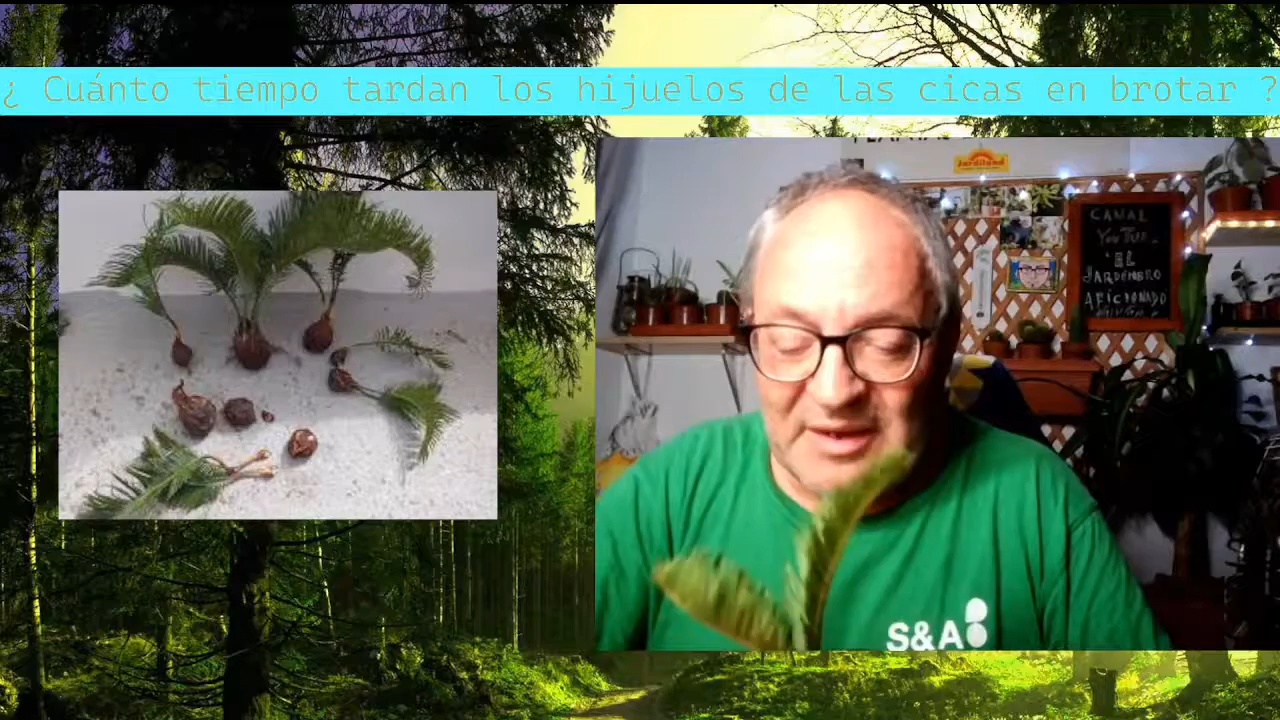 ¿ Cuánto tiempo tardan los hijuelos de las cicas en brotar ?
Jardiland
CANAL
YouTube
"EL
JARDINERO
AFICIONADO
S&A